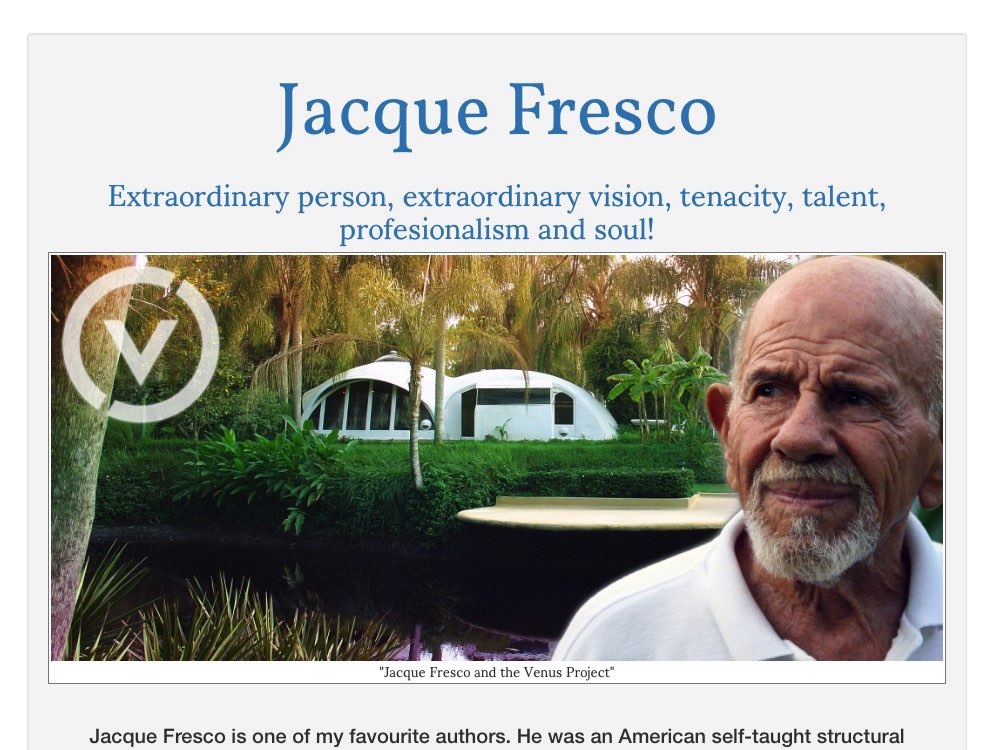 Jacque Fresco
Extraordinary person, extraordinary vision, tenacity, talent,
profesionalism and soul!
V
"Jacque Fresco and the Venus Project"
Jacque Fresco is one of my favourite authors. He was an American self-taught structural